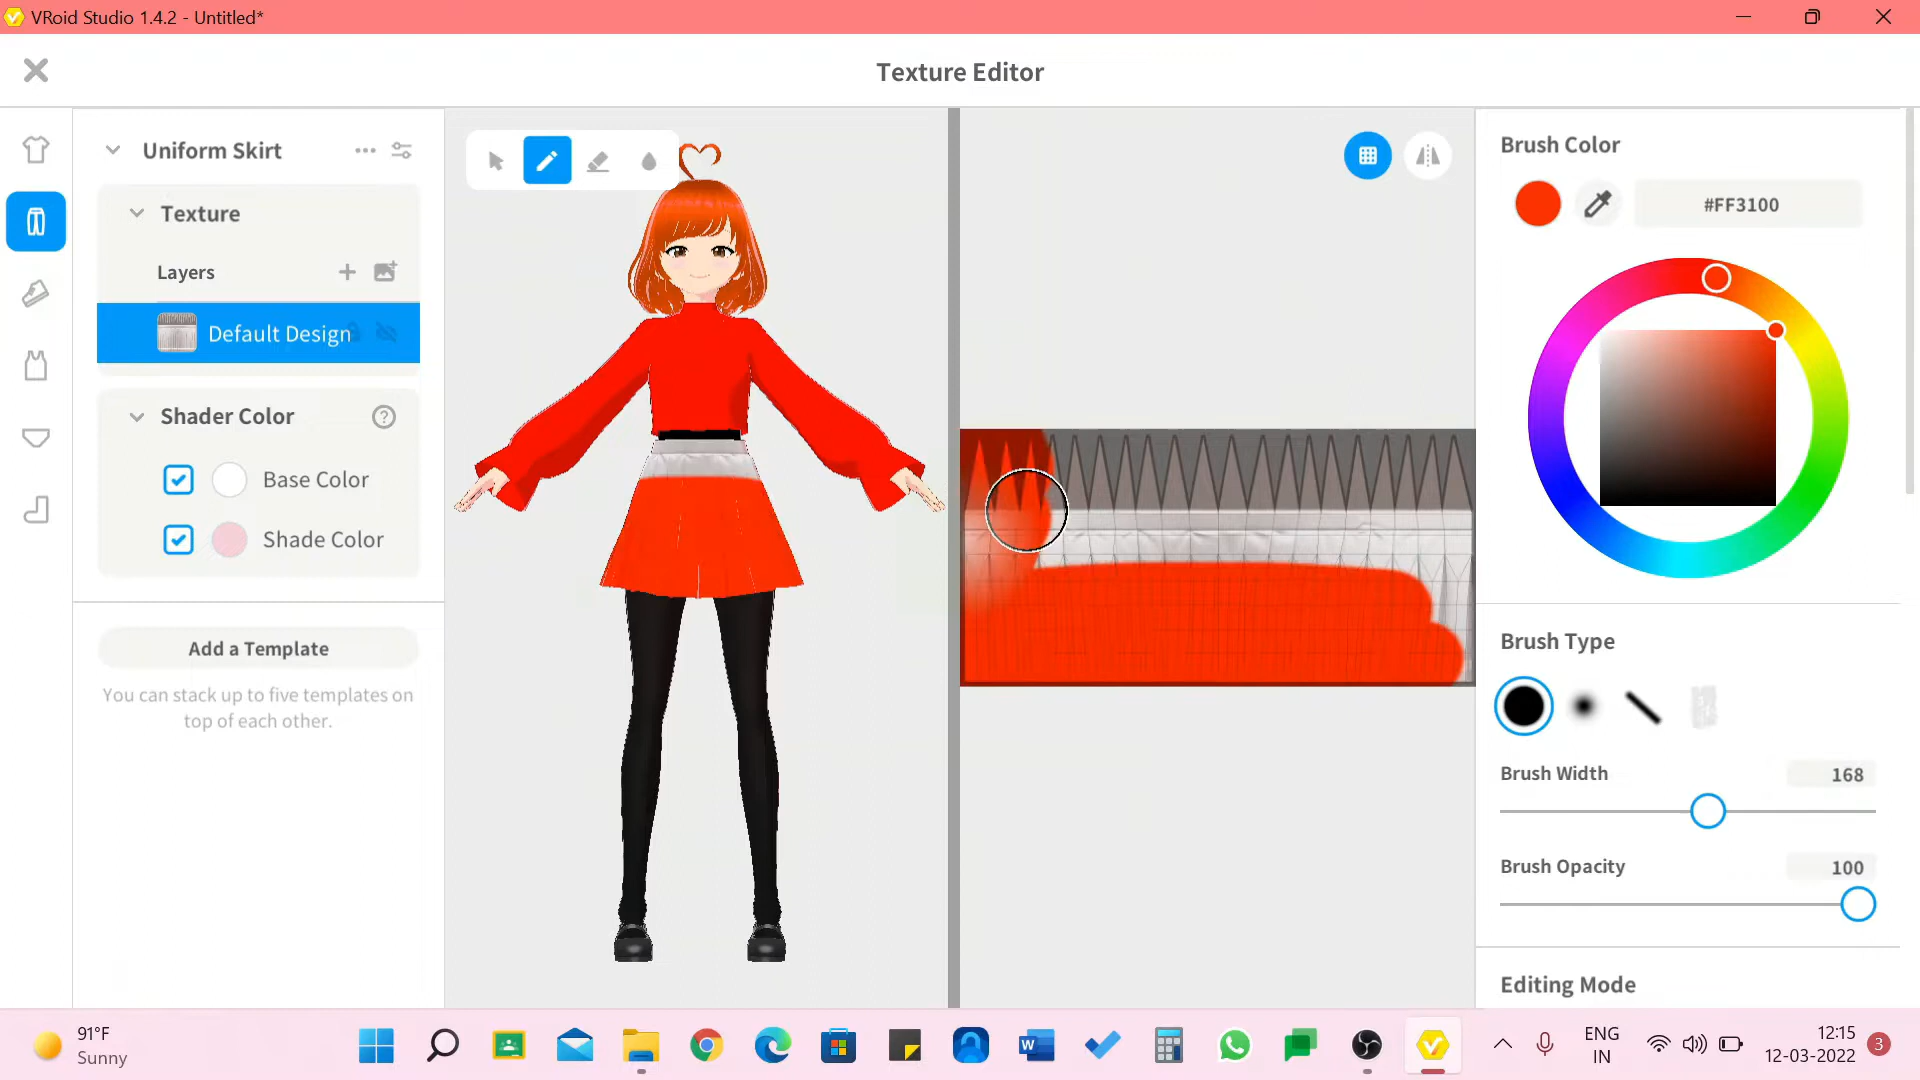 VRoid Studio 1.4.2 - Untitled*
Texture Editor
Uniform Skirt
Texture
Layers
Default Design
Shader Color
Base Color
Shade Color
Add a Template
You can stack up to five templates on
top of each other.
Brush Color
#FF3100
Brush Type
Brush Width
168
Brush Opacity
100
Editing Mode
91°F
Sunny
W
ENG
IN
12:15
12-03-2022
3